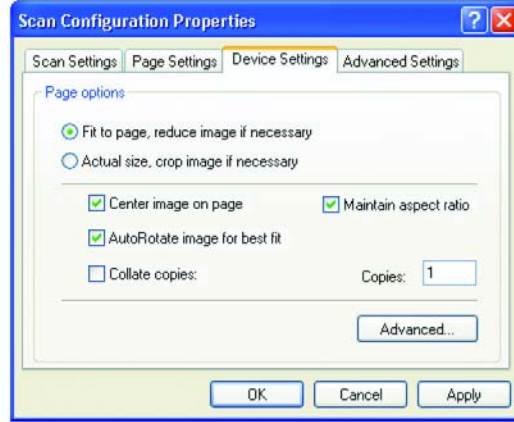 Scan Configuration Properties
Scan Settings Page Settings Device Settings Advanced Settings
Page options
Fit to page, reduce image if necessary
Actual size, crop image if necessary
Center image on page Maintain aspect ratio
AutoRotate image for best fit
Collate copies: Copies: 1
Advanced...
OK Cancel Apply